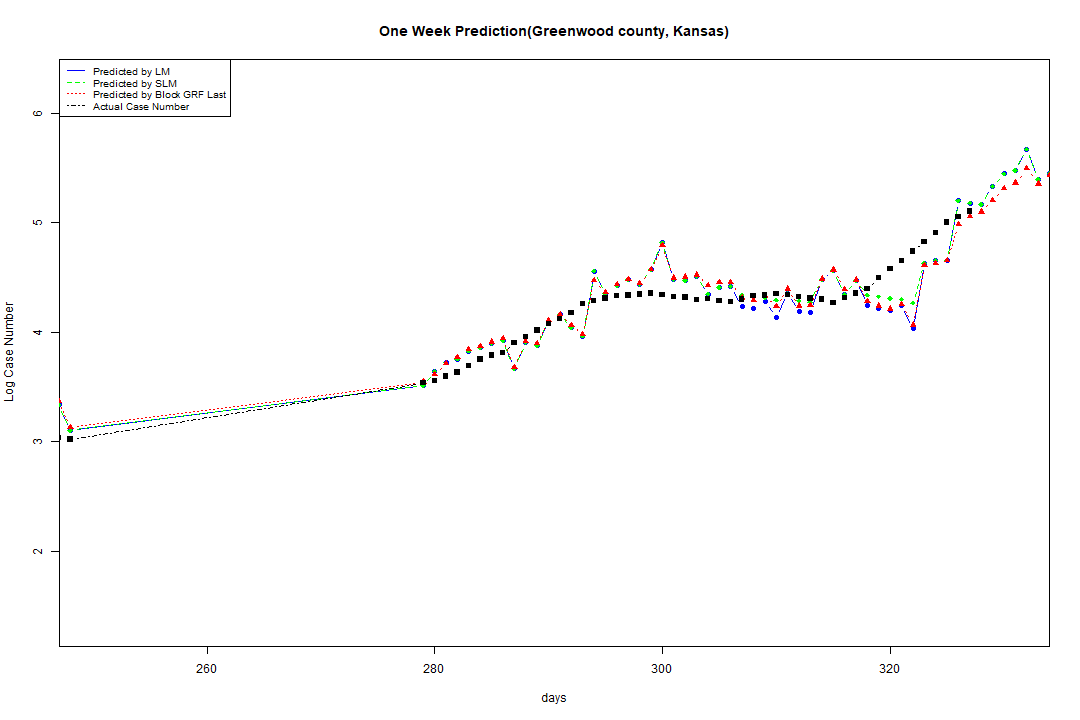 One Week Prediction(Greenwood county, Kansas)
Predicted by LM
Predicted by SLM
Predicted by Block GRF Last
Actual Case Number
6
5
4
3
2
Log Case Number
260
280
300
320
days